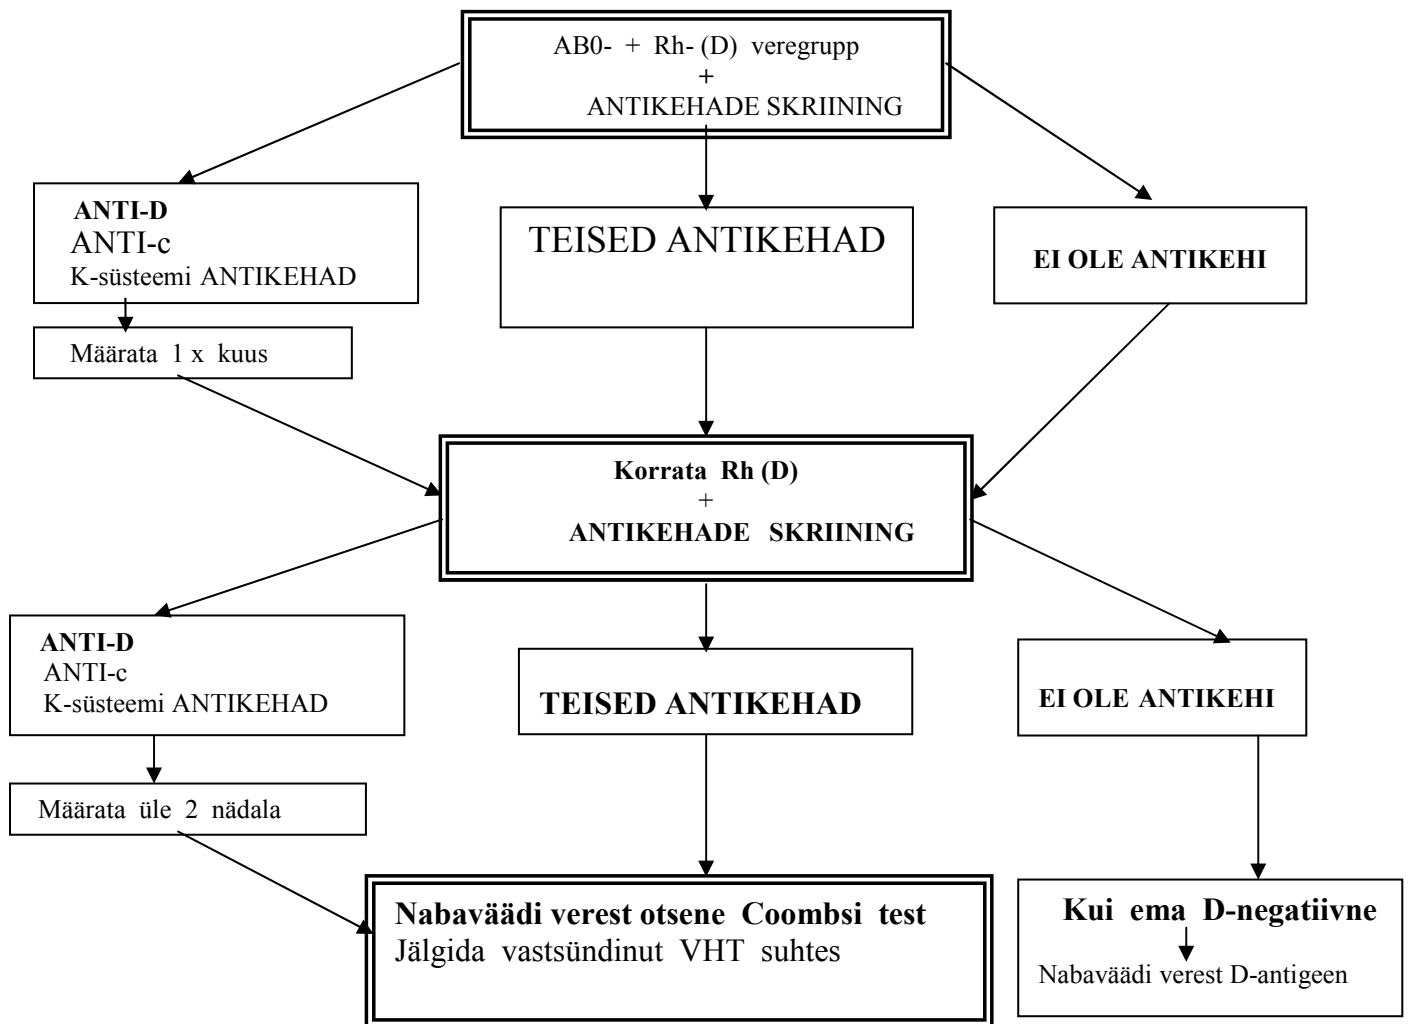 AB0- + Rh- (D) veregrupp
+
ANTIKEHADE SKRIINING
ANTI-D
ANTI-c
K-süsteemi ANTIKEHAD
TEISED ANTIKEHAD
EI OLE ANTIKEHI
Määrata 1 x kuus
Korrata Rh (D)
+
ANTIKEHADE SKRIINING
ANTI-D
ANTI-c
K-süsteemi ANTIKEHAD
TEISED ANTIKEHAD
EI OLE ANTIKEHI
Määrata üle 2 nädala
Nabaväädi verest otsene Coombsi test
Jälgida vastsündinut VHT suhtes
Kui ema D-negatiivne
Nabaväädi verest D-antigeen